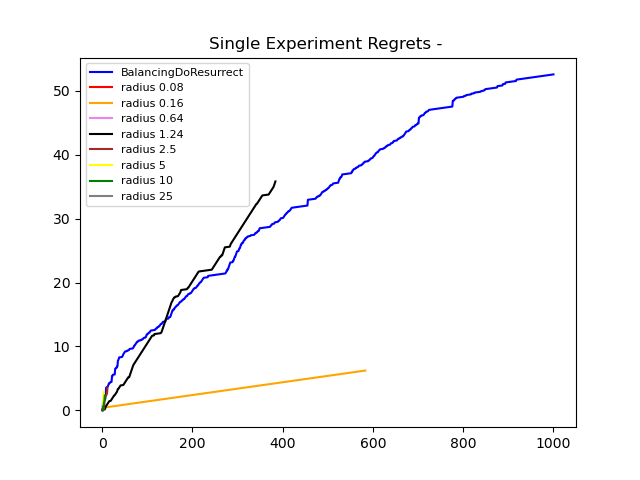 Single Experiment Regrets -
BalancingDoResurrect
radius 0.08
radius 0.16
radius 0.64
radius 1.24
radius 2.5
radius 5
radius 10
radius 25
50
40
30
20
10
0
0 200 400 600 800 1000